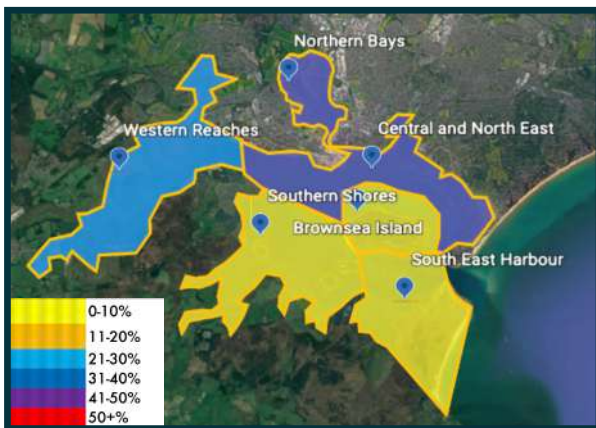 Northern Bays
Western Reaches
Central and North East
Southern Shores
Brownsea Island
South East Harbour
0-10%
11-20%
21-30%
31-40%
41-50%
50+%